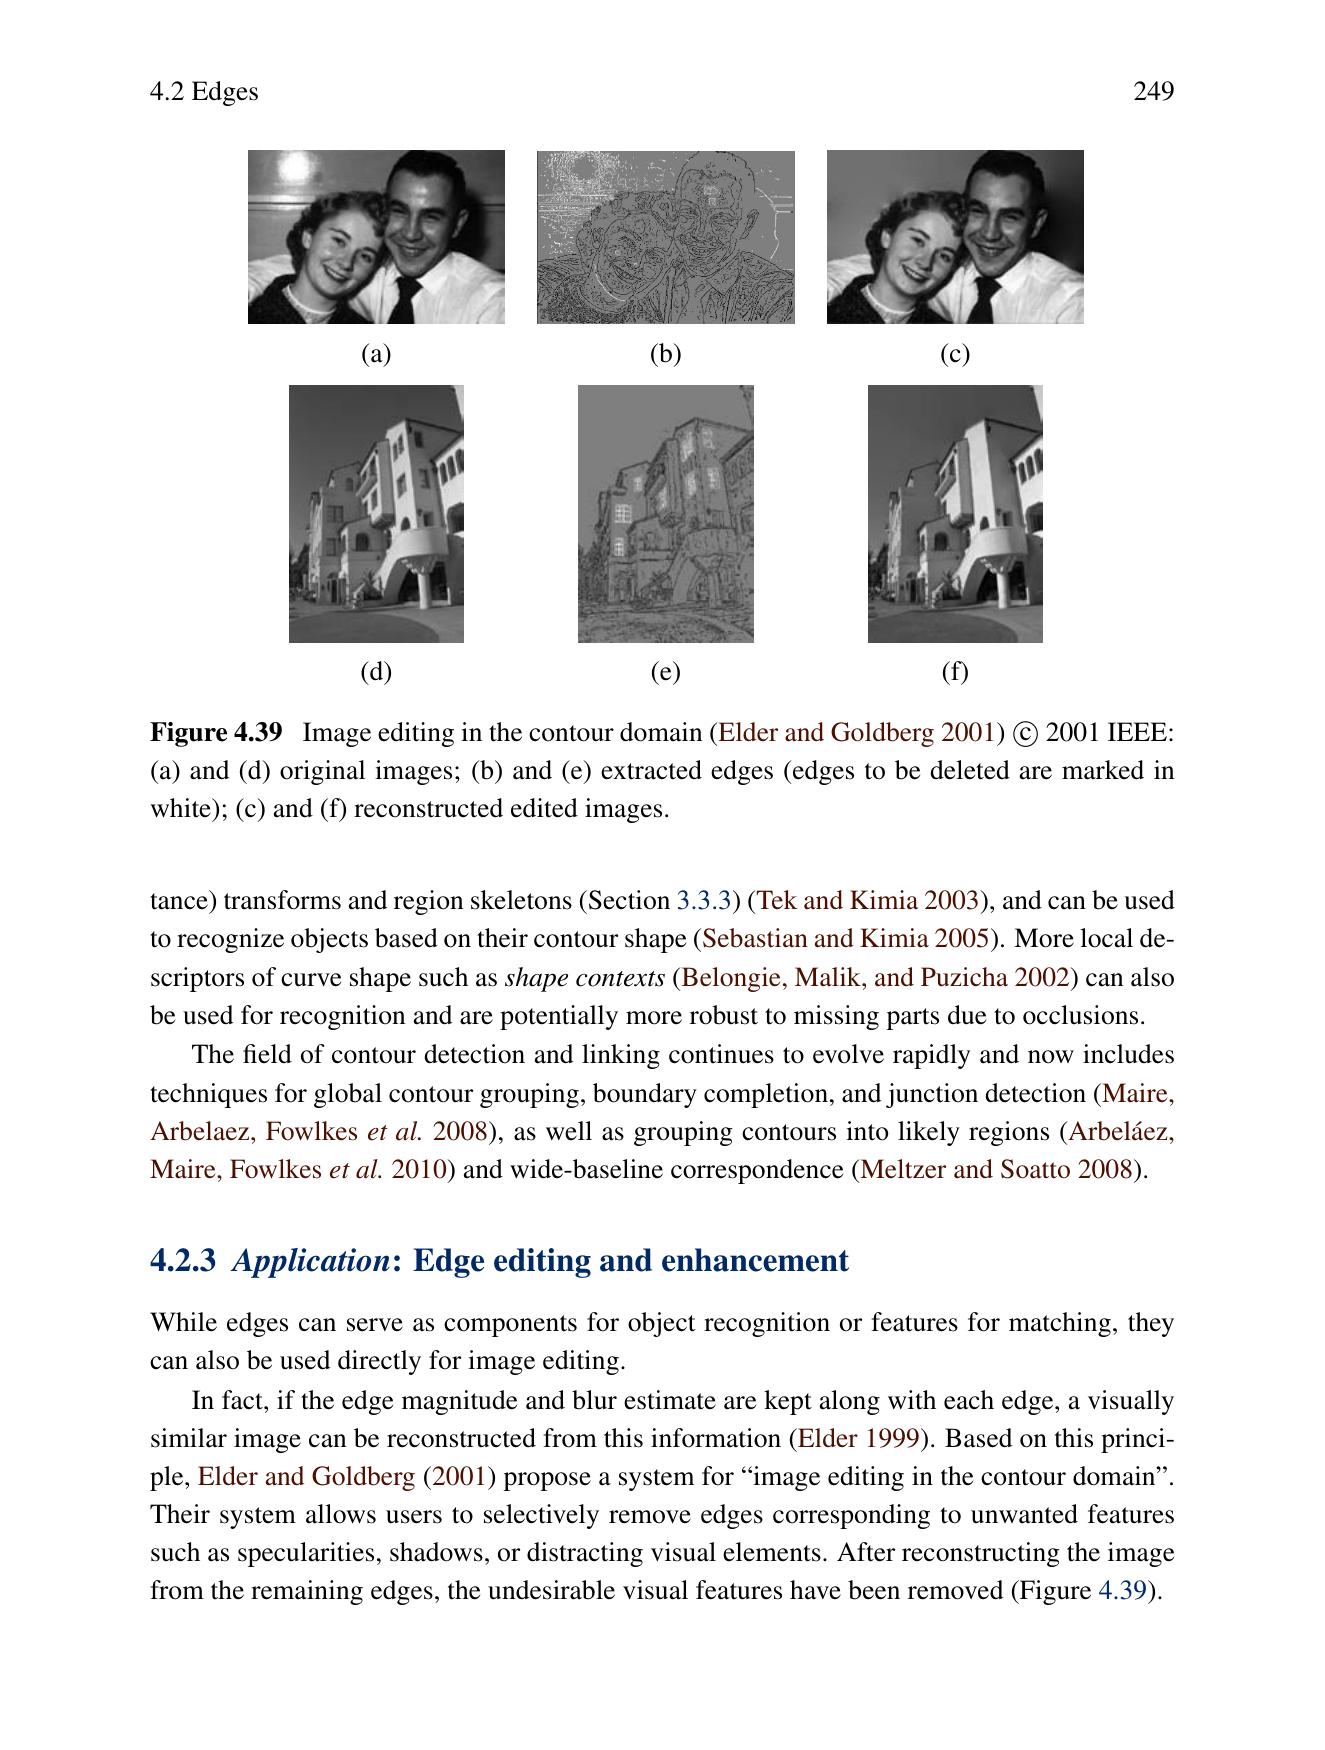 4.2 Edges 249
(a) (b) (c)
(d) (e) (f)
Figure 4.39 Image editing in the contour domain (Elder and Goldberg 2001) © 2001 IEEE:
(a) and (d) original images; (b) and (e) extracted edges (edges to be deleted are marked in
white); (c) and (f) reconstructed edited images.
tance) transforms and region skeletons (Section 3.3.3) (Tek and Kimia 2003), and can be used
to recognize objects based on their contour shape (Sebastian and Kimia 2005). More local de-
scriptors of curve shape such as shape contexts (Belongie, Malik, and Puzicha 2002) can also
be used for recognition and are potentially more robust to missing parts due to occlusions.
The field of contour detection and linking continues to evolve rapidly and now includes
techniques for global contour grouping, boundary completion, and junction detection (Maire,
Arbelaez, Fowlkes et al. 2008), as well as grouping contours into likely regions (Arbeláez,
Maire, Fowlkes et al. 2010) and wide-baseline correspondence (Meltzer and Soatto 2008).
4.2.3 Application: Edge editing and enhancement
While edges can serve as components for object recognition or features for matching, they
can also be used directly for image editing.
In fact, if the edge magnitude and blur estimate are kept along with each edge, a visually
similar image can be reconstructed from this information (Elder 1999). Based on this princi-
ple, Elder and Goldberg (2001) propose a system for “image editing in the contour domain”.
Their system allows users to selectively remove edges corresponding to unwanted features
such as specularities, shadows, or distracting visual elements. After reconstructing the image
from the remaining edges, the undesirable visual features have been removed (Figure 4.39).